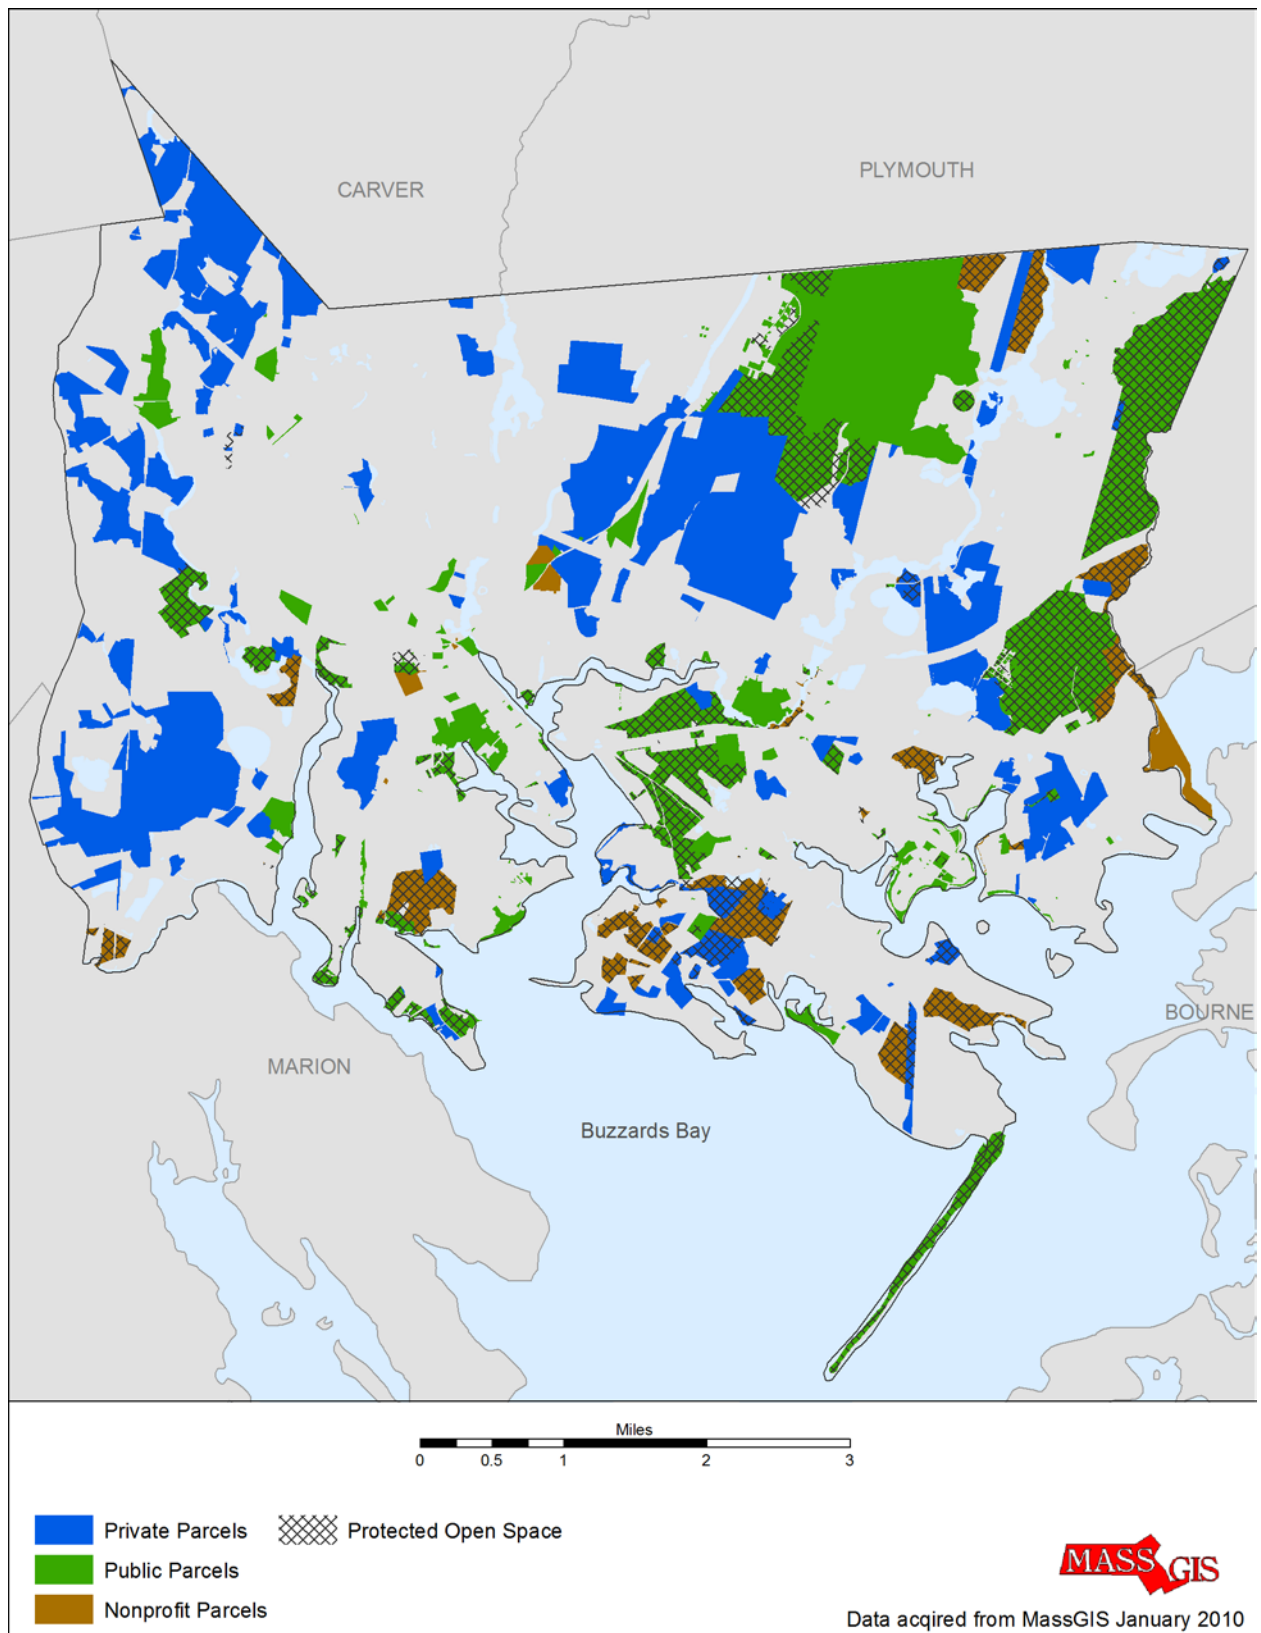 CARVER
PLYMOUTH
BOURNE
MARION
Buzzards Bay
Miles
0 0.5 1 2 3
Private Parcels Protected Open Space
Public Parcels
Nonprofit Parcels
MASS GIS
Data acqired from MassGIS January 2010